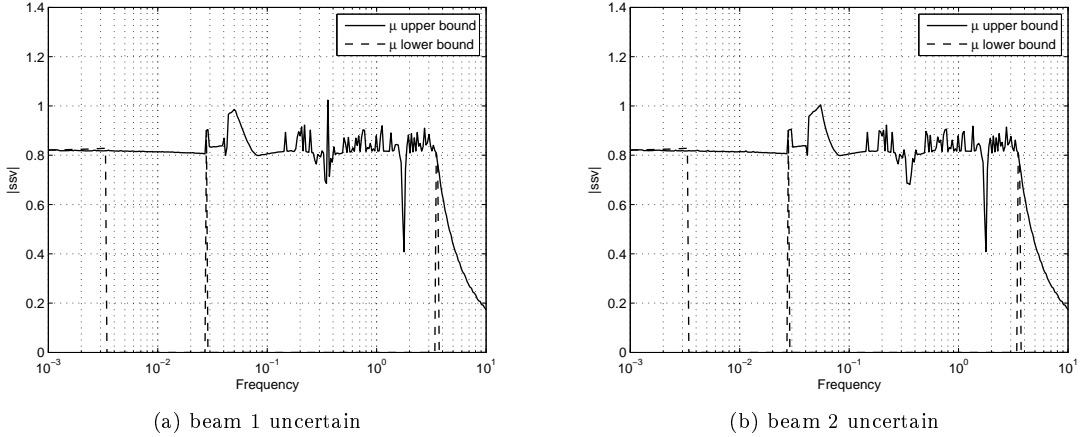 1.4
1.2
1
0.8
0.6
0.4
0.2
0
|ssv|
10^-3
10^-2
10^-1
10^0
10^1
Frequency
μ upper bound
μ lower bound
(a) beam 1 uncertain
1.4
1.2
1
0.8
0.6
0.4
0.2
0
|ssv|
10^-3
10^-2
10^-1
10^0
10^1
Frequency
μ upper bound
μ lower bound
(b) beam 2 uncertain